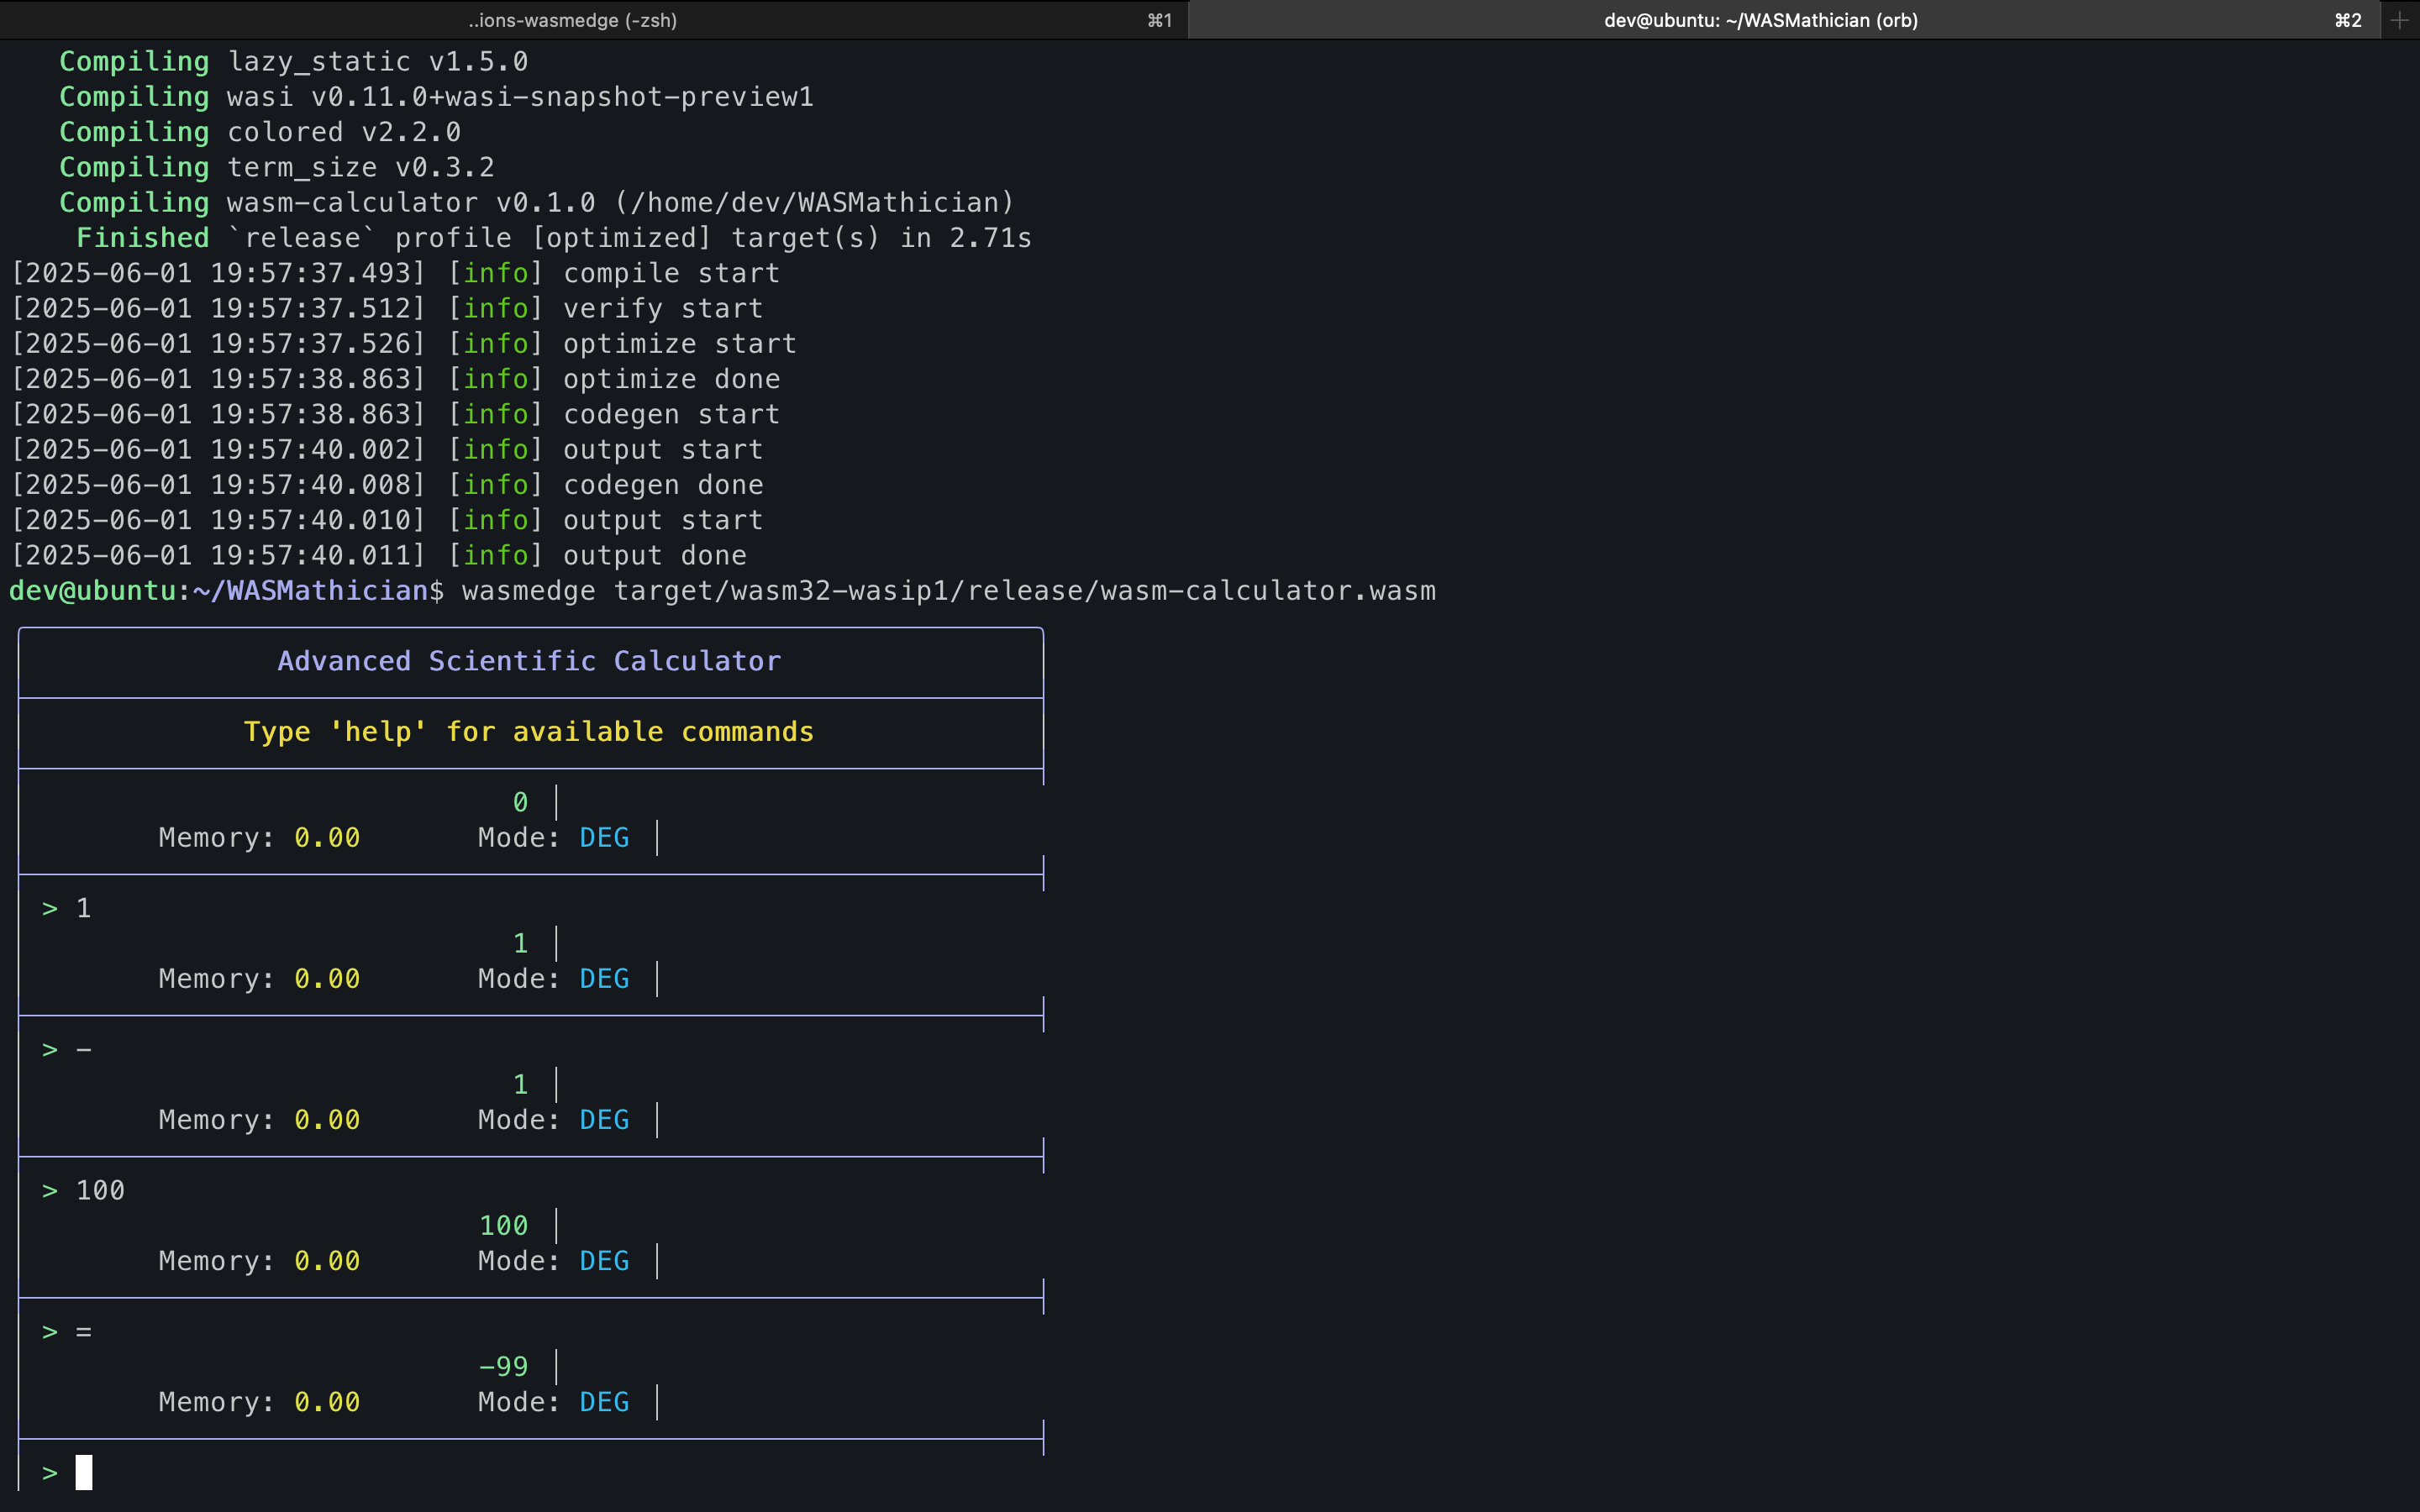 ..ions-wasmedge (-zsh) ⌘1 dev@ubuntu: ~/WASMathician (orb) ⌘2 +
Compiling lazy_static v1.5.0
Compiling wasi v0.11.0+wasi-snapshot-preview1
Compiling colored v2.2.0
Compiling term_size v0.3.2
Compiling wasm-calculator v0.1.0 (/home/dev/WASMathician)
Finished `release` profile [optimized] target(s) in 2.71s
[2025-06-01 19:57:37.493] [info] compile start
[2025-06-01 19:57:37.512] [info] verify start
[2025-06-01 19:57:37.526] [info] optimize start
[2025-06-01 19:57:38.863] [info] optimize done
[2025-06-01 19:57:38.863] [info] codegen start
[2025-06-01 19:57:40.002] [info] output start
[2025-06-01 19:57:40.008] [info] codegen done
[2025-06-01 19:57:40.010] [info] output start
[2025-06-01 19:57:40.011] [info] output done
dev@ubuntu:~/WASMathician$ wasmedge target/wasm32-wasip1/release/wasm-calculator.wasm
Advanced Scientific Calculator
Type 'help' for available commands
0
Memory: 0.00 Mode: DEG
> 1
1
Memory: 0.00 Mode: DEG
> -
1
Memory: 0.00 Mode: DEG
> 100
100
Memory: 0.00 Mode: DEG
> =
-99
Memory: 0.00 Mode: DEG
>